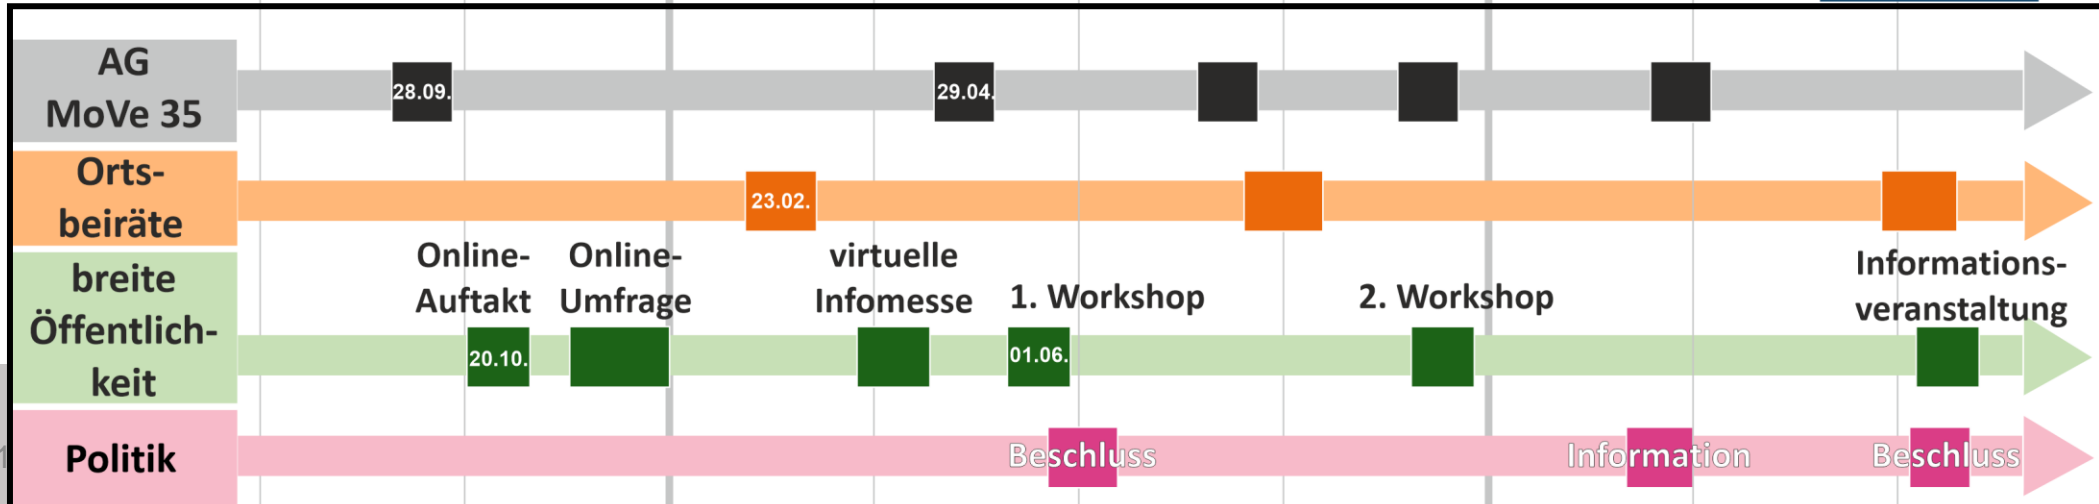 AG
MoVe 35
28.09.
29.04.
Orts-
beiräte
23.02.
breite
Öffentlich-
keit
Online-
Auftakt
20.10.
Online-
Umfrage
virtuelle
Infomesse
1. Workshop
01.06.
2. Workshop
Informations-
veranstaltung
Politik
Beschluss
Information
Beschluss